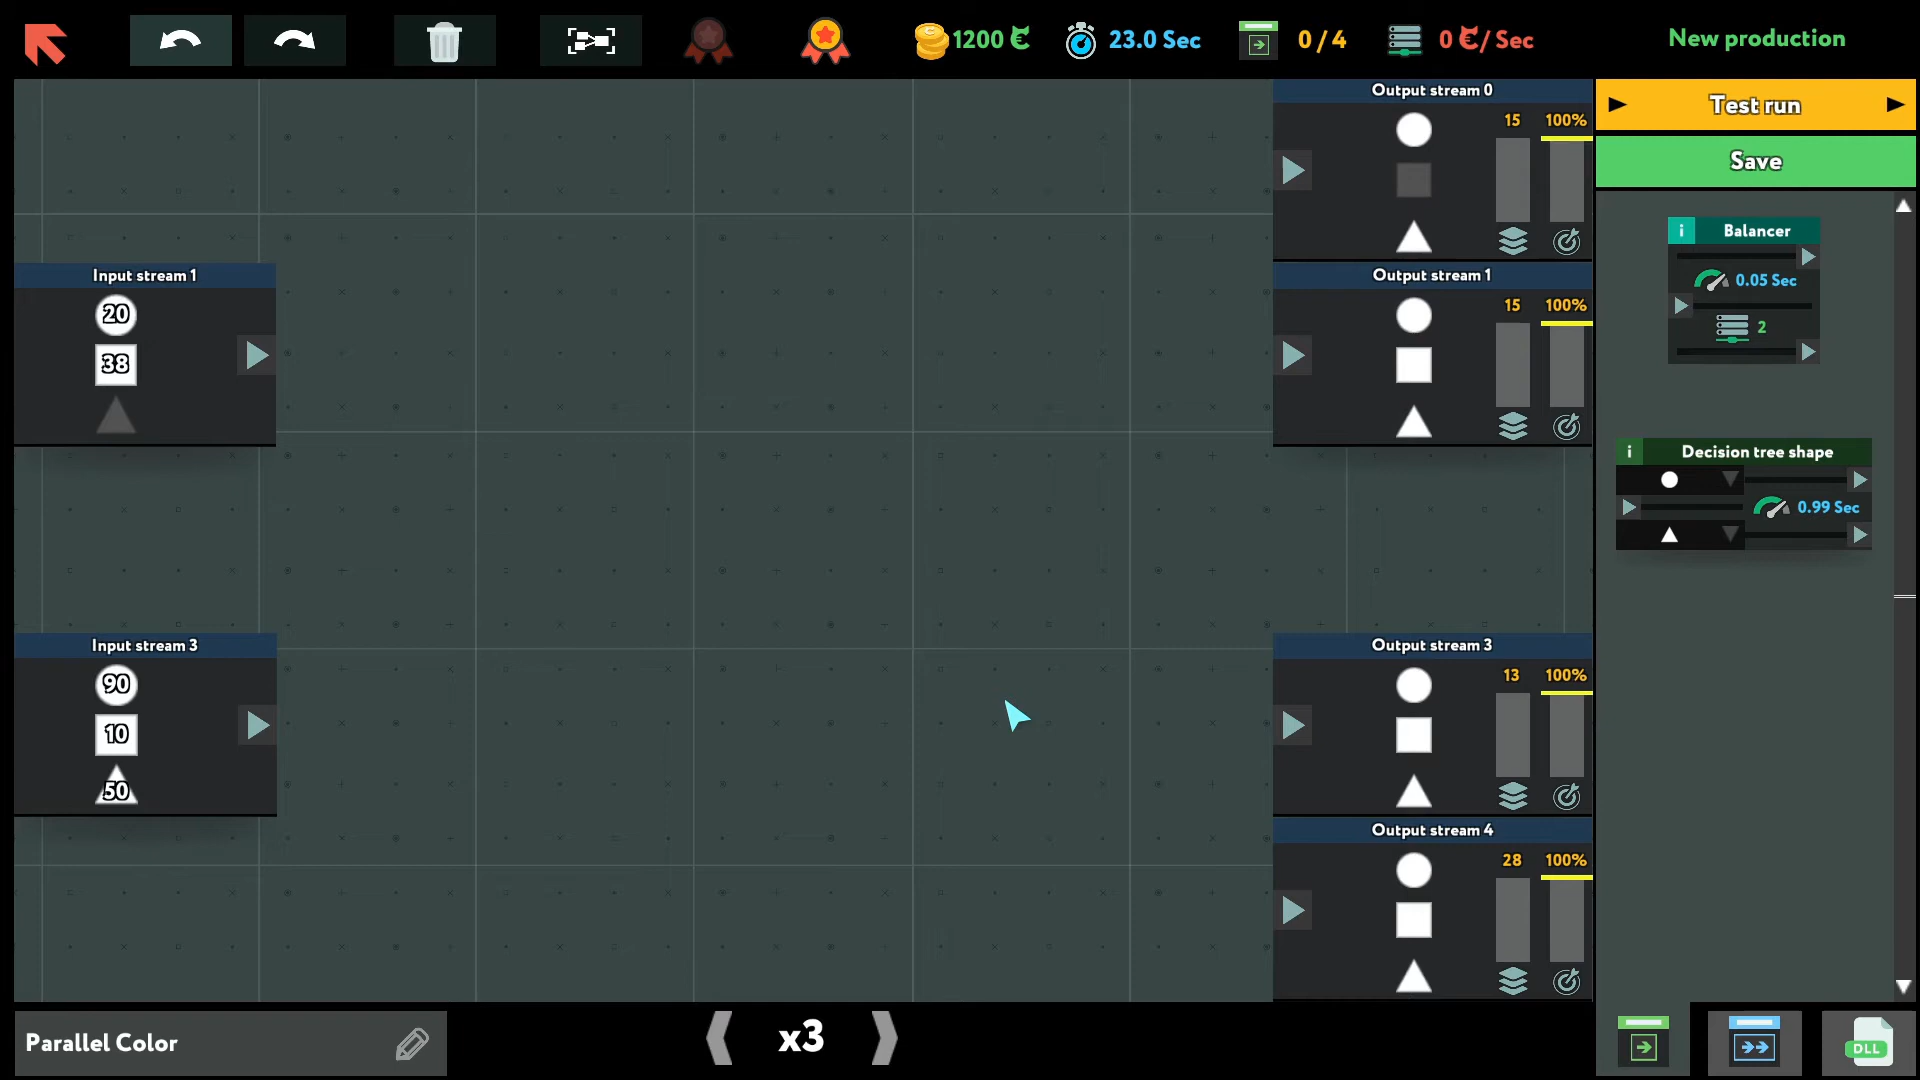 1200
23.0 Sec
0 / 4
0 / Sec
New production
Test run
Save
Input stream 1
20
38
Input stream 3
90
10
50
Output stream 0
15
100%
Output stream 1
15
100%
Output stream 3
13
100%
Output stream 4
28
100%
i
Balancer
0.05 Sec
2
i
Decision tree shape
0.99 Sec
Parallel Color
x3
DLL